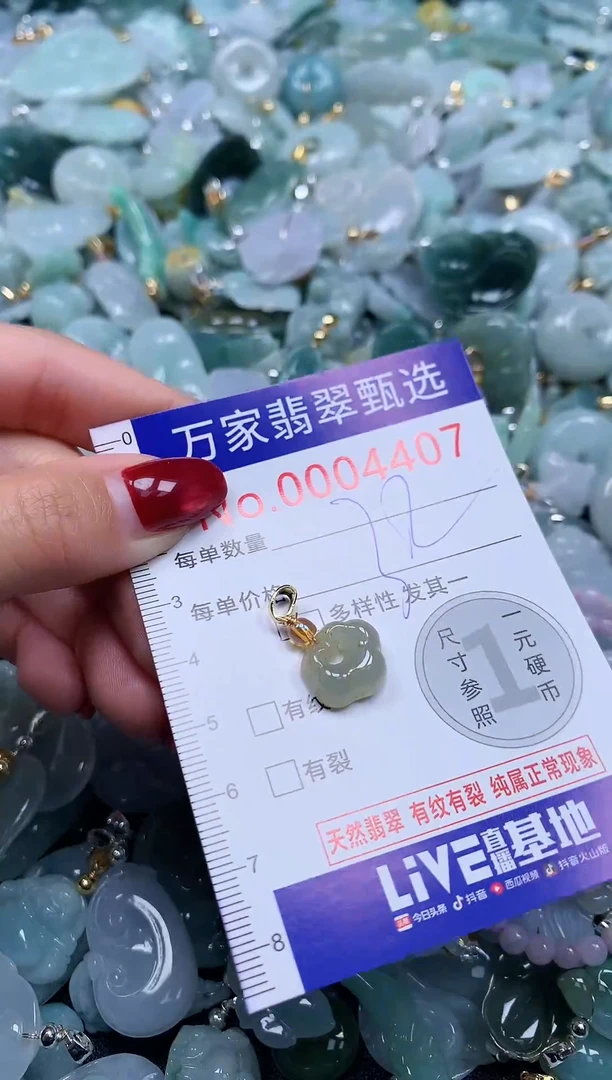 0
万家翡翠甄选
No.0004407
每单数量
3
每单价格
多样性 发其一
4
一元硬币
尺寸参照
1
5
有纹
6
有裂
天然翡翠 有纹有裂 纯属正常现象
7
LiVE直播基地
今日头条 抖音 西瓜视频 抖音火山版
8